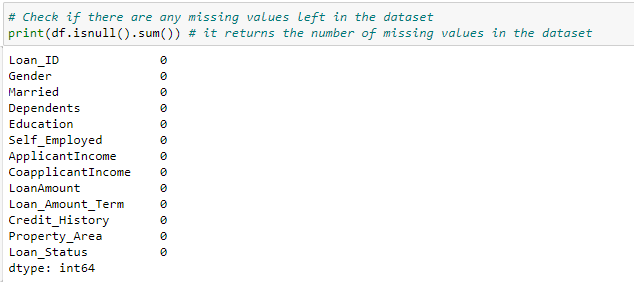 # Check if there are any missing values left in the dataset
print(df.isnull().sum()) # it returns the number of missing values in the dataset
Loan_ID 0
Gender 0
Married 0
Dependents 0
Education 0
Self_Employed 0
ApplicantIncome 0
CoapplicantIncome 0
LoanAmount 0
Loan_Amount_Term 0
Credit_History 0
Property_Area 0
Loan_Status 0
dtype: int64